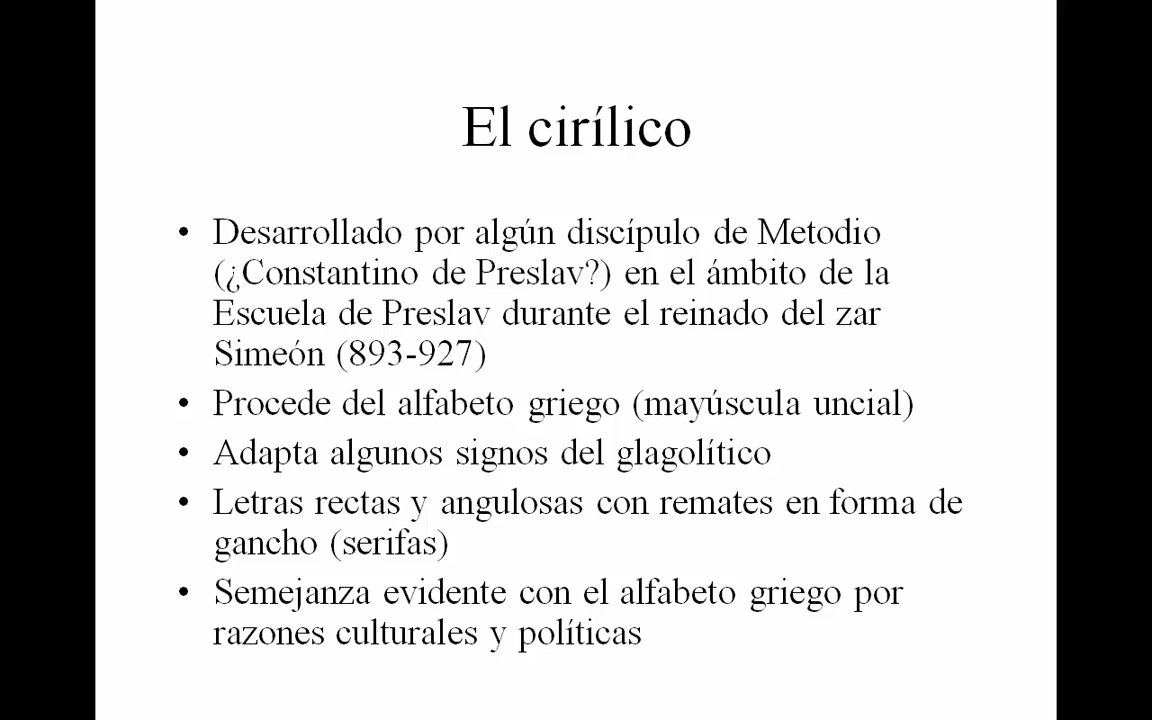 El cirílico
• Desarrollado por algún discípulo de Metodio
(¿Constantino de Preslav?) en el ámbito de la
Escuela de Preslav durante el reinado del zar
Simeón (893-927)
• Procede del alfabeto griego (mayúscula uncial)
• Adapta algunos signos del glagolítico
• Letras rectas y angulosas con remates en forma de
gancho (serifas)
• Semejanza evidente con el alfabeto griego por
razones culturales y políticas